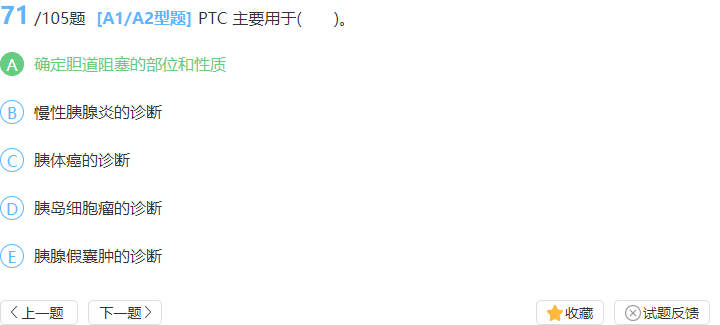 71 /105题 [A1/A2型题] PTC 主要用于(　　)。
A 确定胆道阻塞的部位和性质
B 慢性胰腺炎的诊断
C 胰体癌的诊断
D 胰岛细胞瘤的诊断
E 胰腺假囊肿的诊断
上一题 下一题 收藏 试题反馈